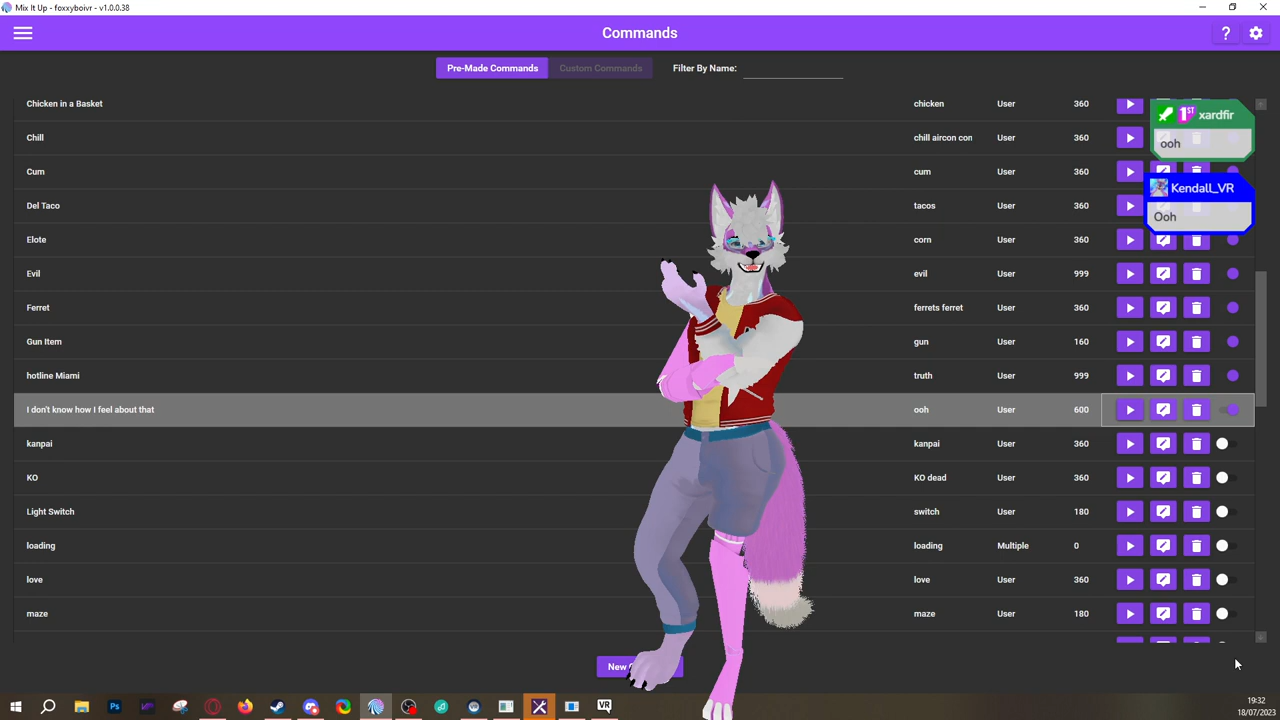 Mix It Up - foxxyboivr - v1.0.0.38
Commands
?
Pre-Made Commands Custom Commands Filter By Name:
Chicken in a Basket chicken User 360
1ST xardfir
ooh
Chill chill aircon con User 360
Cum cum User 360
Kendall_VR
Ooh
Del Taco tacos User 360
Elote corn User 360
Evil evil User 999
Ferret ferrets ferret User 360
Gun Item gun User 160
hotline Miami truth User 999
I don't know how I feel about that ooh User 600
kanpai kanpai User 360
KO KO dead User 360
Light Switch switch User 180
loading loading Multiple 0
love love User 360
maze maze User 180
New
Ps VR
19:32
18/07/2023